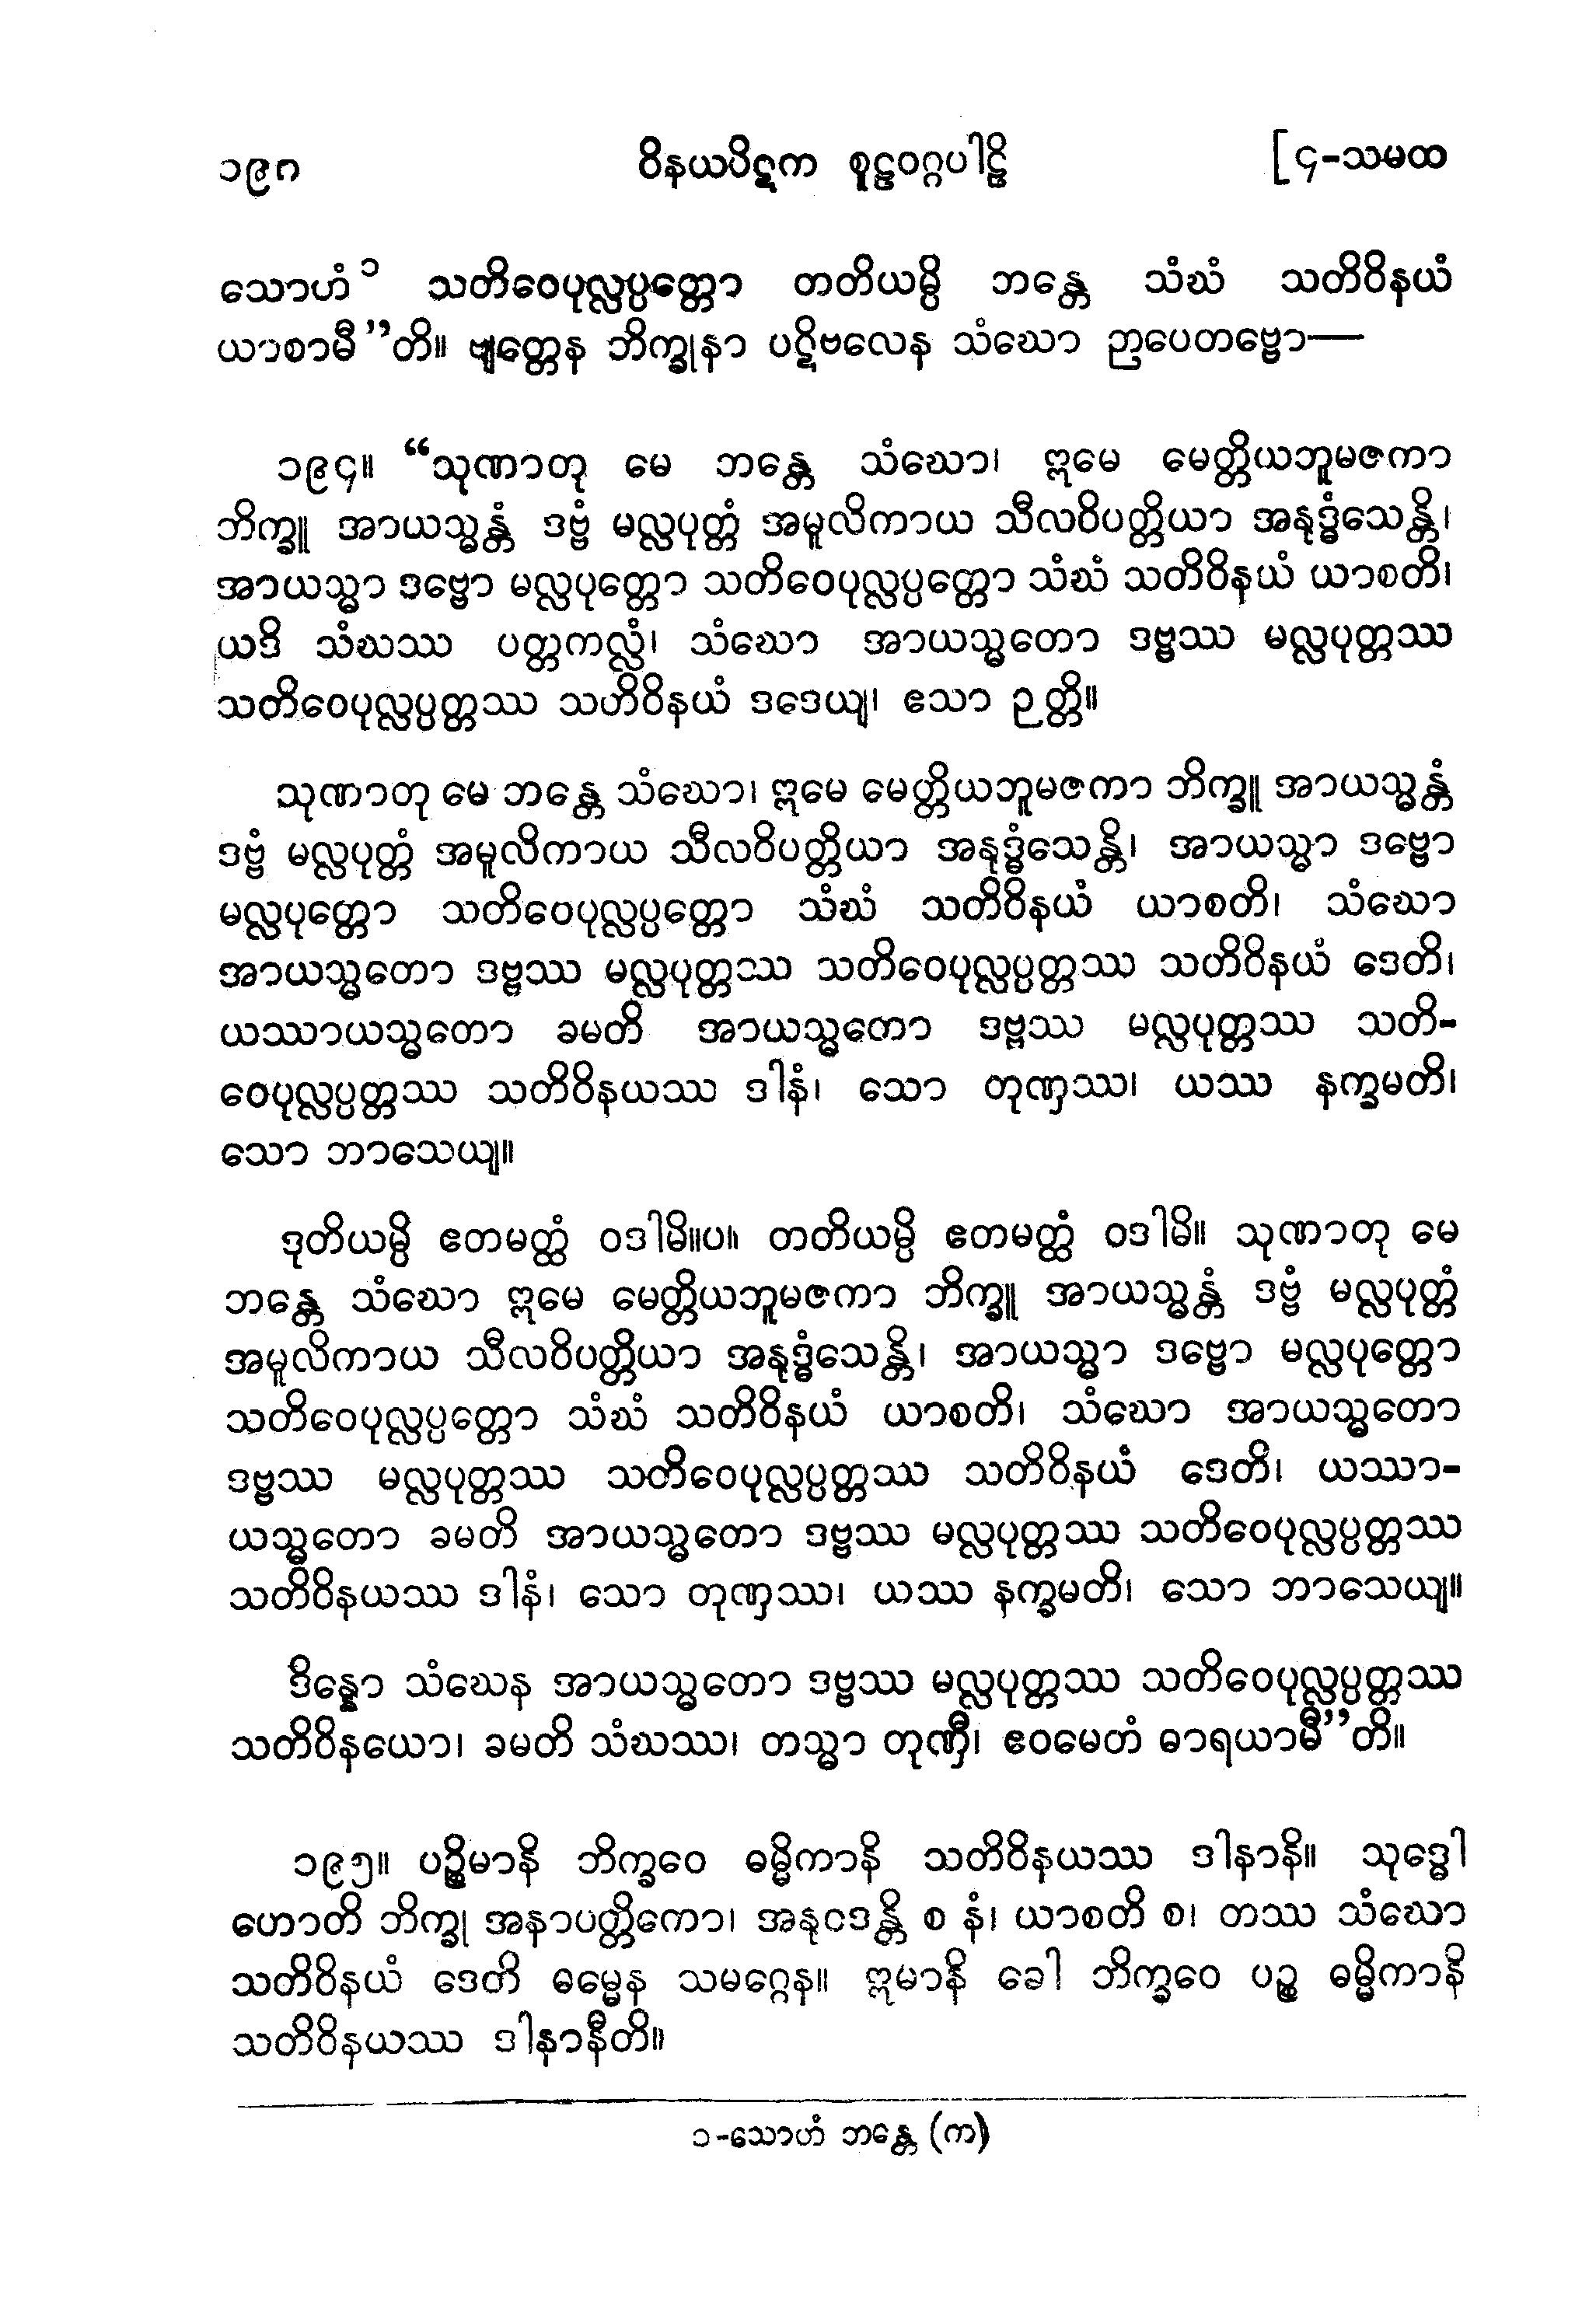 ၁၉၈ ဝိနယပိဋက စူဠဝဂ္ဂပါဠိ [၄-သမထ
သောဟံ၁ သတိဝေပုလ္လပ္ပတ္တော တတိယမ္ပိ ဘန္တေ သံဃံ သတိဝိနယံ
ယာစာမီ”တိ။ ဗျတ္တေန ဘိက္ခုနာ ပဋိဗလေန သံဃော ဉာပေတဗ္ဗော—
၁၉၄။ “သုဏာတု မေ ဘန္တေ သံဃော၊ ဣမေ မေတ္တိယဘူမဇကာ
ဘိက္ခူ အာယသ္မန္တံ ဒဗ္ဗံ မလ္လပုတ္တံ အမူလိကာယ သီလဝိပတ္တိယာ အနုဒ္ဓံသေန္တိ၊
အာယသ္မာ ဒဗ္ဗော မလ္လပုတ္တော သတိဝေပုလ္လပ္ပတ္တော သံဃံ သတိဝိနယံ ယာစတိ၊
ယဒိ သံဃဿ ပတ္တကလ္လံ၊ သံဃော အာယသ္မတော ဒဗ္ဗဿ မလ္လပုတ္တဿ
သတိဝေပုလ္လပ္ပတ္တဿ သတိဝိနယံ ဒဒေယျ၊ ဧသာ ဉတ္တိ။
သုဏာတု မေ ဘန္တေ သံဃော၊ ဣမေ မေတ္တိယဘူမဇကာ ဘိက္ခူ အာယသ္မန္တံ
ဒဗ္ဗံ မလ္လပုတ္တံ အမူလိကာယ သီလဝိပတ္တိယာ အနုဒ္ဓံသေန္တိ၊ အာယသ္မာ ဒဗ္ဗော
မလ္လပုတ္တော သတိဝေပုလ္လပ္ပတ္တော သံဃံ သတိဝိနယံ ယာစတိ၊ သံဃော
အာယသ္မတော ဒဗ္ဗဿ မလ္လပုတ္တဿ သတိဝေပုလ္လပ္ပတ္တဿ သတိဝိနယံ ဒေတိ၊
ယဿာယသ္မတော ခမတိ အာယသ္မတော ဒဗ္ဗဿ မလ္လပုတ္တဿ သတိ-
ဝေပုလ္လပ္ပတ္တဿ သတိဝိနယဿ ဒါနံ၊ သော တုဏှဿ၊ ယဿ နက္ခမတိ၊
သော ဘာသေယျ။
ဒုတိယမ္ပိ ဧတမတ္ထံ ဝဒါမိ။ပ။ တတိယမ္ပိ ဧတမတ္ထံ ဝဒါမိ။ သုဏာတု မေ
ဘန္တေ သံဃော ဣမေ မေတ္တိယဘူမဇကာ ဘိက္ခူ အာယသ္မန္တံ ဒဗ္ဗံ မလ္လပုတ္တံ
အမူလိကာယ သီလဝိပတ္တိယာ အနုဒ္ဓံသေန္တိ၊ အာယသ္မာ ဒဗ္ဗော မလ္လပုတ္တော
သတိဝေပုလ္လပ္ပတ္တော သံဃံ သတိဝိနယံ ယာစတိ၊ သံဃော အာယသ္မတော
ဒဗ္ဗဿ မလ္လပုတ္တဿ သတိဝေပုလ္လပ္ပတ္တဿ သတိဝိနယံ ဒေတိ၊ ယဿာ-
ယသ္မတော ခမတိ အာယသ္မတော ဒဗ္ဗဿ မလ္လပုတ္တဿ သတိဝေပုလ္လပ္ပတ္တဿ
သတိဝိနယဿ ဒါနံ၊ သော တုဏှဿ၊ ယဿ နက္ခမတိ၊ သော ဘာသေယျ။
ဒိန္နော သံဃေန အာယသ္မတော ဒဗ္ဗဿ မလ္လပုတ္တဿ သတိဝေပုလ္လပ္ပတ္တဿ
သတိဝိနယော၊ ခမတိ သံဃဿ၊ တသ္မာ တုဏှီ၊ ဧဝမေတံ ဓာရယာမီ”တိ။
၁၉၅။ ပဉ္စိမာနိ ဘိက္ခဝေ ဓမ္မိကာနိ သတိဝိနယဿ ဒါနာနိ။ သုဒ္ဓေါ
ဟောတိ ဘိက္ခု အနာပတ္တိကော၊ အနုဝဒန္တိ စ နံ၊ ယာစတိ စ၊ တဿ သံဃော
သတိဝိနယံ ဒေတိ ဓမ္မေန သမဂ္ဂေန။ ဣမာနိ ခေါ ဘိက္ခဝေ ပဉ္စ ဓမ္မိကာနိ
သတိဝိနယဿ ဒါနာနီတိ။
၁-သောဟံ ဘန္တေ (က)